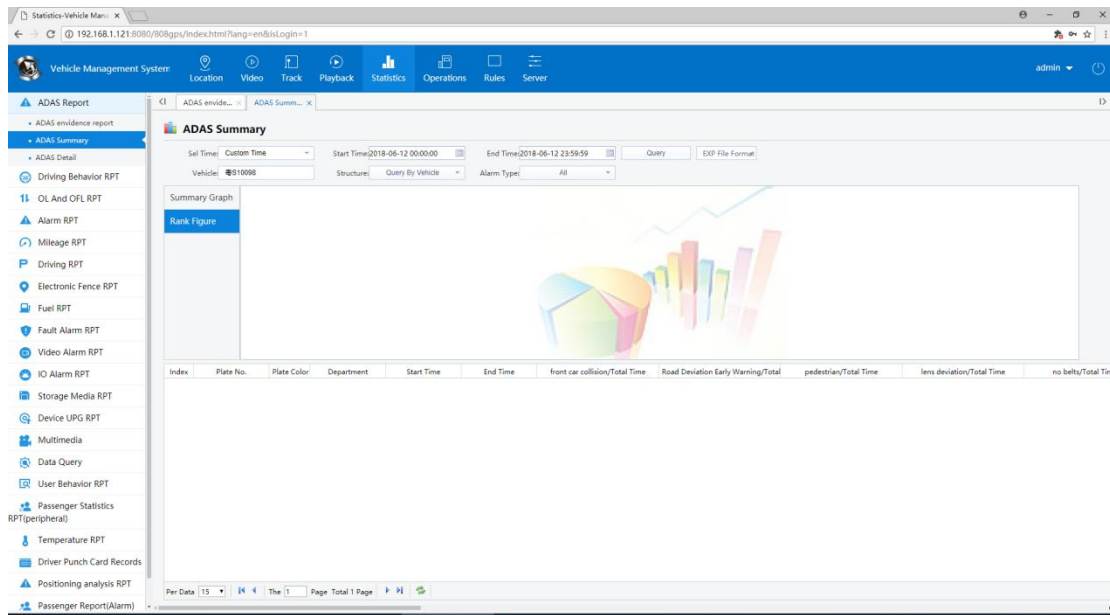 Statistics-Vehicle Mana
192.168.1.121:8080/808gps/index.html?lang=en&isLogin=1
Vehicle Management System
Location Video Track Playback Statistics Operations Rules Server
admin
ADAS Report
ADAS envide... ADAS Summ...
ADAS envidence report
ADAS Summary
ADAS Detail
ADAS Summary
Sel Time: Custom Time Start Time: 2018-06-12 00:00:00 End Time: 2018-06-12 23:59:59 Query EXP File Format
Vehicle: S10098 Structure: Query By Vehicle Alarm Type: All
Summary Graph
Rank Figure
Driving Behavior RPT
OL And OFL RPT
Alarm RPT
Mileage RPT
Driving RPT
Electronic Fence RPT
Fuel RPT
Fault Alarm RPT
Video Alarm RPT
IO Alarm RPT
Storage Media RPT
Device UPG RPT
Multimedia
Data Query
User Behavior RPT
Passenger Statistics
RPT(peripheral)
Temperature RPT
Driver Punch Card Records
Positioning analysis RPT
Passenger Report(Alarm)
Index Plate No. Plate Color Department Start Time End Time front car collision/Total Time Road Deviation Early Warning/Total pedestrian/Total Time lens deviation/Total Time no belts/Total Tim
Per Data 15 The 1 Page Total 1 Page